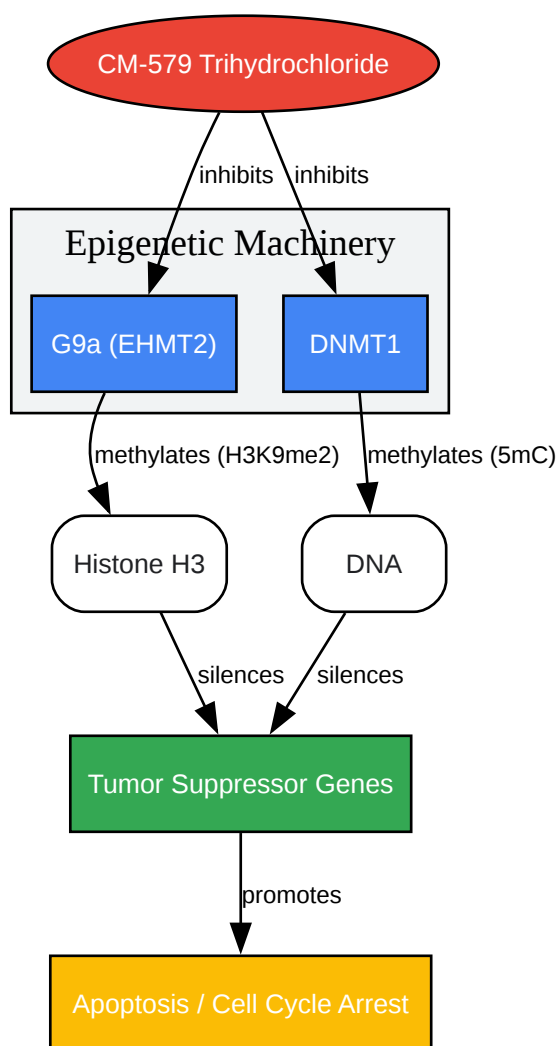 CM-579 Trihydrochloride
inhibits
inhibits
Epigenetic Machinery
G9a (EHMT2)
DNMT1
methylates (H3K9me2)
methylates (5mC)
Histone H3
DNA
silences
silences
Tumor Suppressor Genes
promotes
Apoptosis / Cell Cycle Arrest